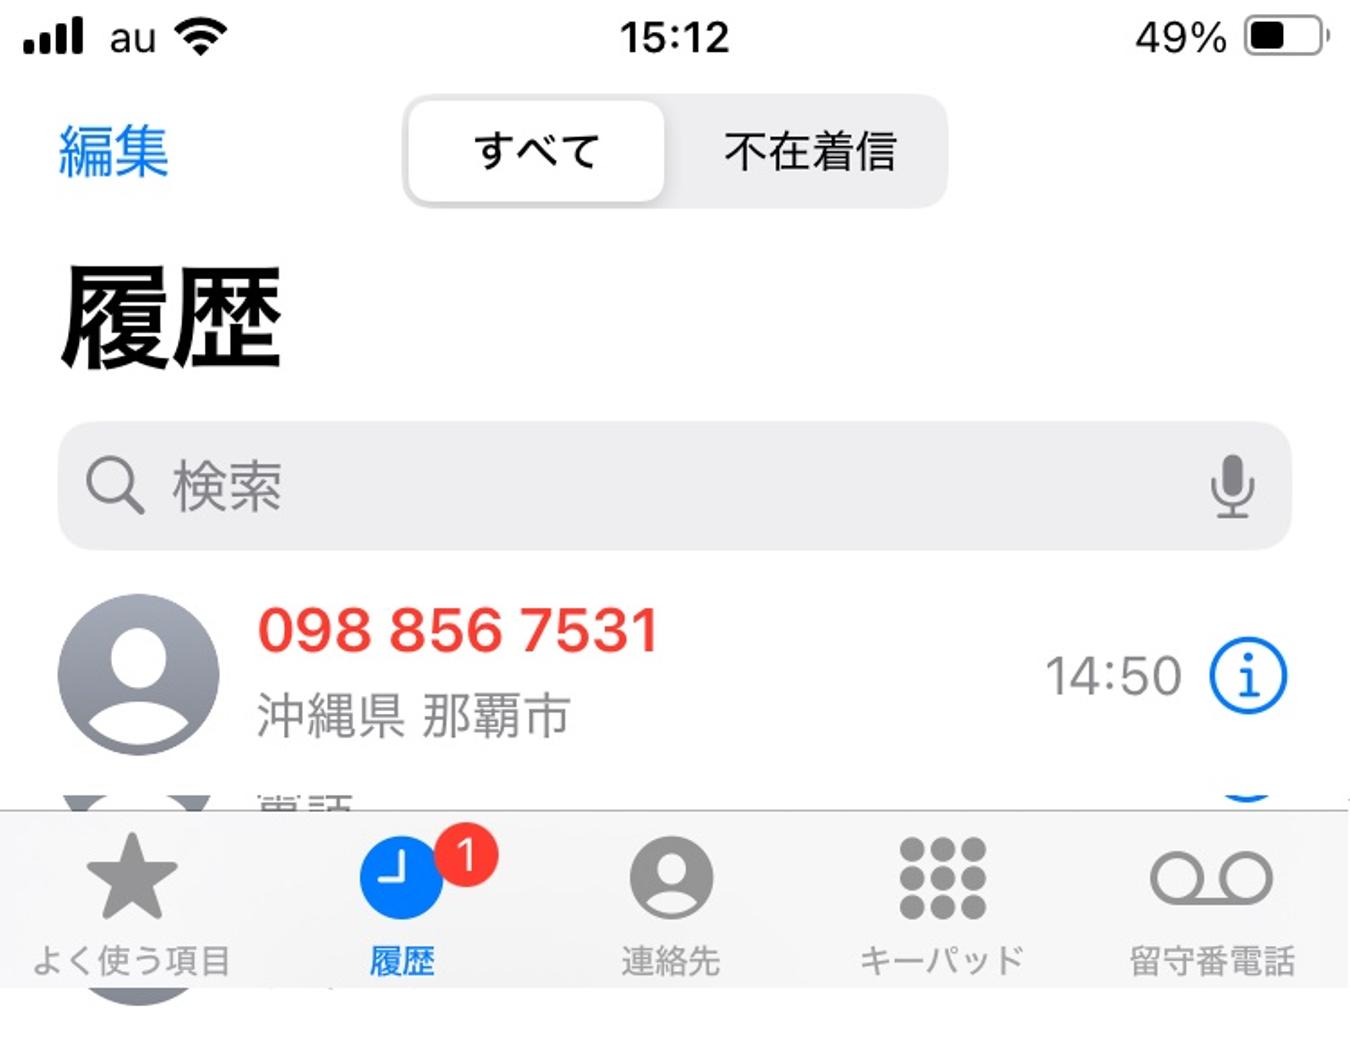 au 15:12 49%
編集 すべて 不在着信
履歴
検索
098 856 7531
沖縄県 那覇市
14:50
電話
1
よく使う項目 履歴 連絡先 キーパッド 留守番電話